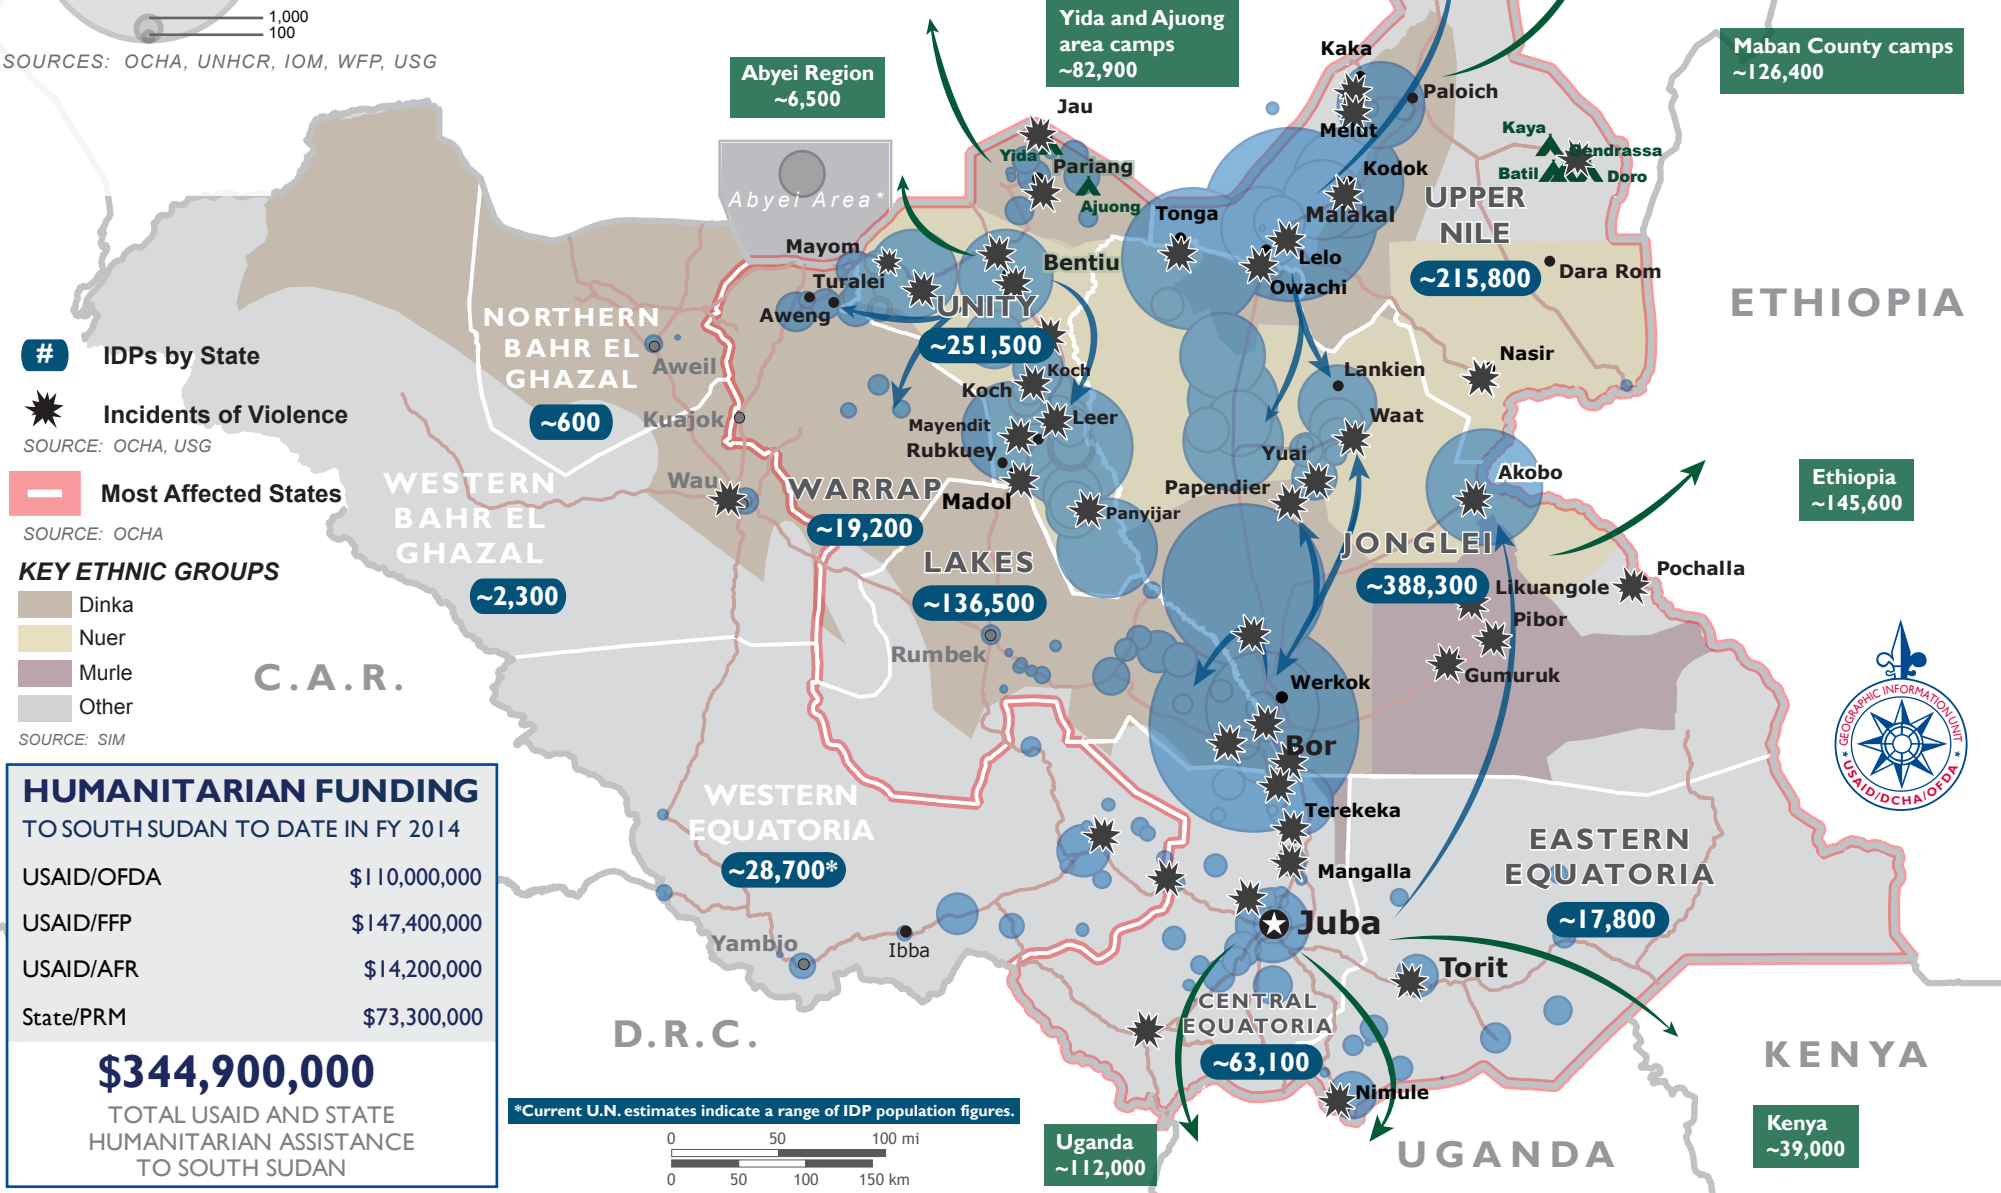 1,000
100
SOURCES: OCHA, UNHCR, IOM, WFP, USG
Abyei Region
~6,500
Yida and Ajuong
area camps
~82,900
Maban County camps
~126,400
Kaka
Paloich
Melut
Jau
Yida
Pariang
Ajuong
Kodok
Kaya
Gendrassa
Batil
Doro
Abyei Area*
Tonga
Malakal
UPPER
NILE
~215,800
Lelo
Owachi
Dara Rom
Mayom
Turalei
Aweng
Bentiu
UNITY
~251,500
ETHIOPIA
NORTHERN
BAHR EL
GHAZAL
~600
Aweil
Kuajok
Wau
# IDPs by State
Incidents of Violence
SOURCE: OCHA, USG
Most Affected States
SOURCE: OCHA
KEY ETHNIC GROUPS
Dinka
Nuer
Murle
Other
SOURCE: SIM
Koch
Koch
Leer
Mayendit
Rubkuey
Madol
Panyijar
Lankien
Nasir
Waat
Yuai
Papendier
Akobo
WESTERN
BAHR EL
GHAZAL
~2,300
WARRAP
~19,200
LAKES
~136,500
Rumbek
JONGLEI
~388,300
Likuangole
Pochalla
Pibor
Gumuruk
Ethiopia
~145,600
C.A.R.
Werkok
Bor
Terekeka
Mangalla
GEOGRAPHIC INFORMATION UNIT
USAID/DCHA/OFDA
HUMANITARIAN FUNDING
TO SOUTH SUDAN TO DATE IN FY 2014
USAID/OFDA $110,000,000
USAID/FFP $147,400,000
USAID/AFR $14,200,000
State/PRM $73,300,000
$344,900,000
TOTAL USAID AND STATE
HUMANITARIAN ASSISTANCE
TO SOUTH SUDAN
WESTERN
EQUATORIA
~28,700*
Yambio
Ibba
Juba
EASTERN
EQUATORIA
~17,800
Torit
CENTRAL
EQUATORIA
~63,100
Nimule
D.R.C.
KENYA
UGANDA
*Current U.N. estimates indicate a range of IDP population figures.
0 50 100 mi
0 50 100 150 km
Uganda
~112,000
Kenya
~39,000